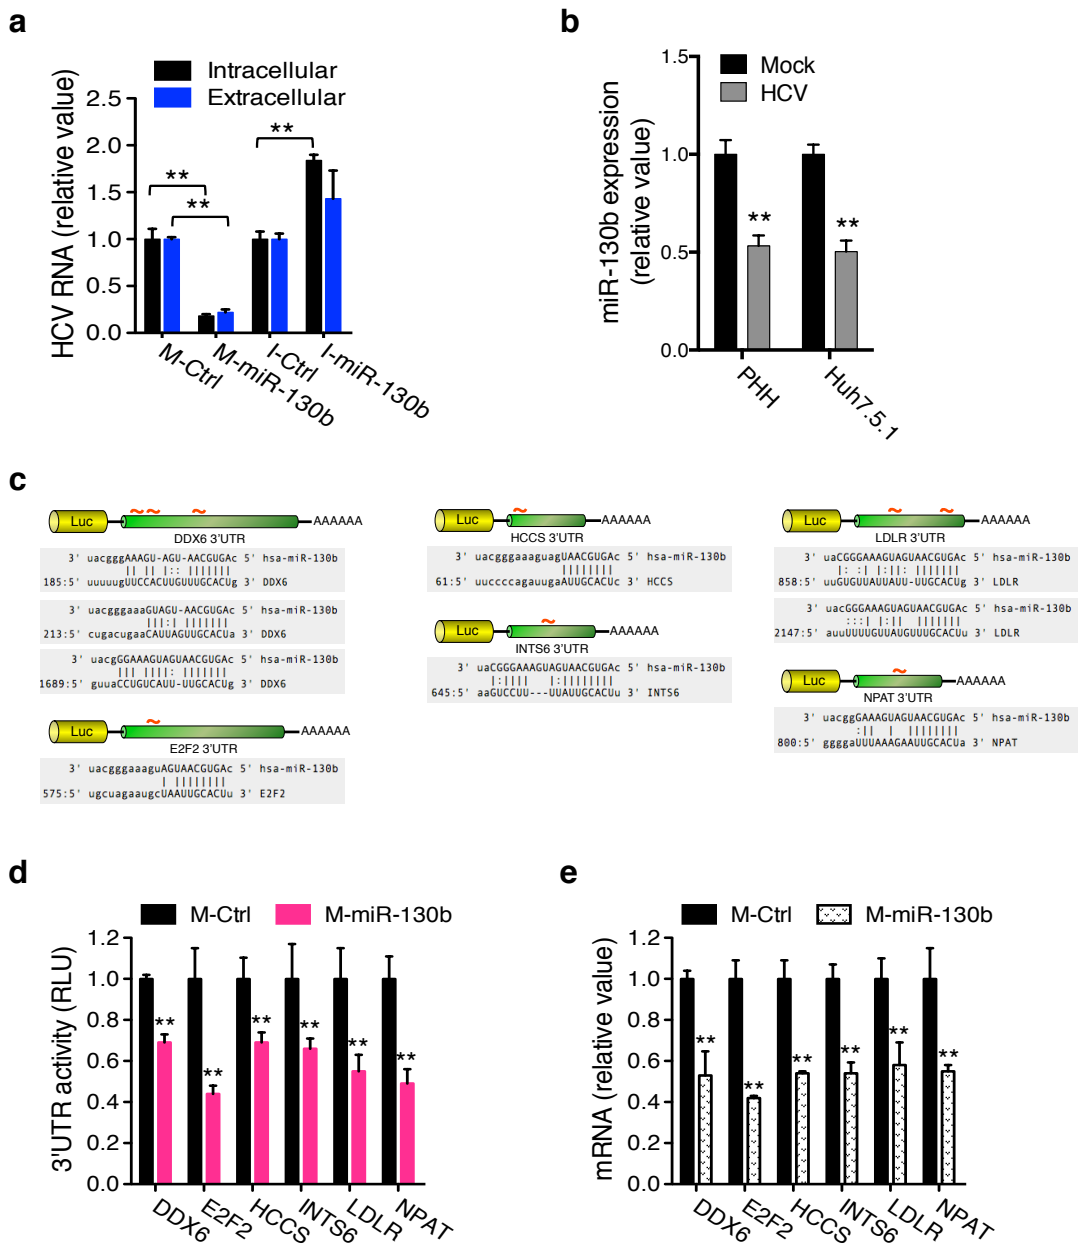 a
HCV RNA (relative value)
Intracellular
Extracellular
2.5
2.0
1.5
1.0
0.5
0.0
**
**
**
M-Ctrl
M-miR-130b
I-Ctrl
I-miR-130b
b
miR-130b expression
(relative value)
Mock
HCV
1.5
1.0
0.5
0.0
**
**
PHH
Huh7.5.1
c
Luc
AAAAAA
DDX6 3'UTR
3' uacgggAAAGU-AGU-AACGUGAc 5' hsa-miR-130b
185:5' uuuuugUUCCACUUGUUUGCACUg 3' DDX6
3' uacgggaaaGUAGU-AACGUGAc 5' hsa-miR-130b
213:5' cugacugaaCAUUAGUUGCACUa 3' DDX6
3' uacgGGAAAGUAGUAACGUGAc 5' hsa-miR-130b
1689:5' guuaCCUGUCAUU-UUGCACUg 3' DDX6
Luc
AAAAAA
E2F2 3'UTR
3' uacgggaaaguAGUAACGUGAc 5' hsa-miR-130b
575:5' ugcuagaaugcUAAUUGCACUu 3' E2F2
Luc
AAAAAA
HCCS 3'UTR
3' uacgggaaaguagUAACGUGAc 5' hsa-miR-130b
61:5' uuccccagauugaAUUGCACUc 3' HCCS
Luc
AAAAAA
INTS6 3'UTR
3' uaCGGGAAAGUAGUAACGUGAc 5' hsa-miR-130b
645:5' aaGUCCUU---UUAUUGCACUu 3' INTS6
Luc
AAAAAA
LDLR 3'UTR
3' uaCGGGAAAGUAGUAACGUGAc 5' hsa-miR-130b
858:5' uuGUGUUAUUAUU-UUGCACUg 3' LDLR
3' uacGGGAAAGUAGUAACGUGAc 5' hsa-miR-130b
2147:5' auuUUUUGUUAUGUUUGCACUu 3' LDLR
Luc
AAAAAA
NPAT 3'UTR
3' uacggGAAAGUAGUAACGUGAc 5' hsa-miR-130b
800:5' ggggaUUUAAAGAAUUGCACUa 3' NPAT
d
3'UTR activity (RLU)
M-Ctrl
M-miR-130b
1.2
1.0
0.8
0.6
0.4
0.2
0.0
**
**
**
**
**
**
DDX6
E2F2
HCCS
INTS6
LDLR
NPAT
e
mRNA (relative value)
M-Ctrl
M-miR-130b
1.2
1.0
0.8
0.6
0.4
0.2
0.0
**
**
**
**
**
**
DDX6
E2F2
HCCS
INTS6
LDLR
NPAT